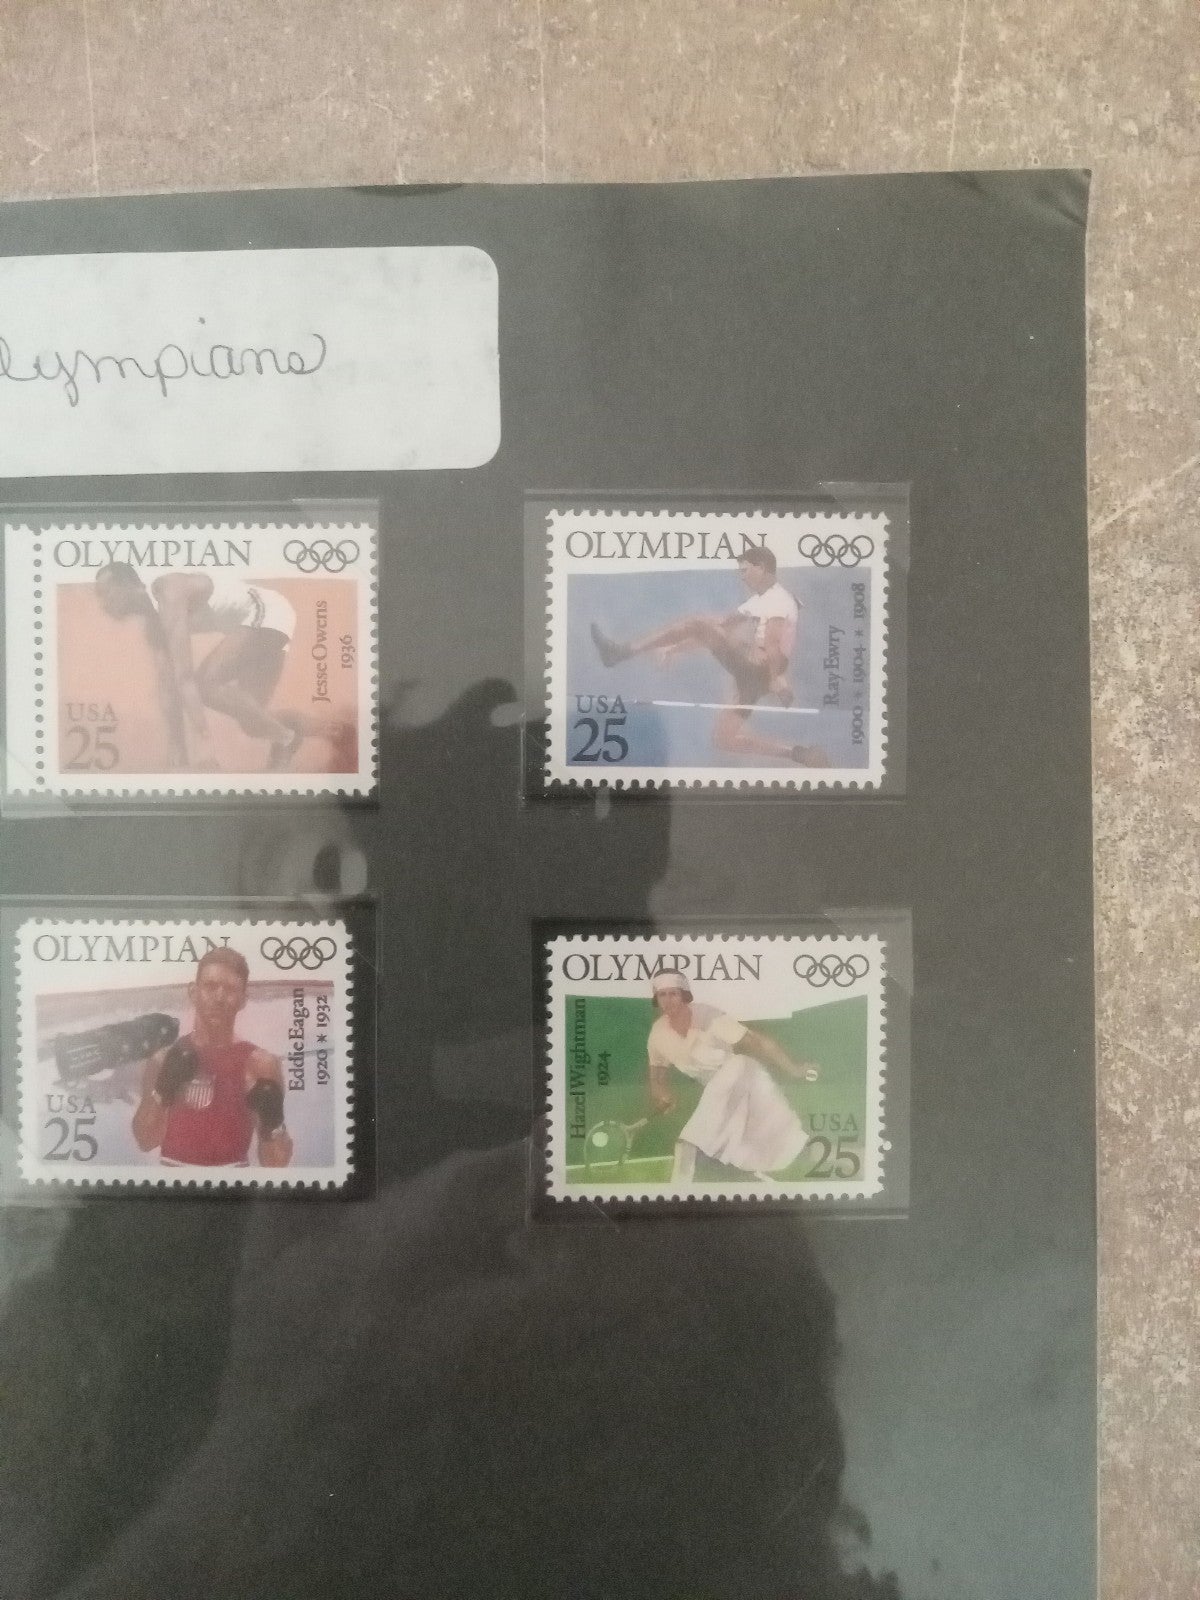 lympians
OLYMPIAN
Jesse Owens
1936
USA
25
OLYMPIAN
Ray Ewry
1900 * 1904 * 1908
USA
25
OLYMPIAN
Eddie Eagan
1920 * 1932
USA
25
OLYMPIAN
Hazel Wightman
1924
USA
25